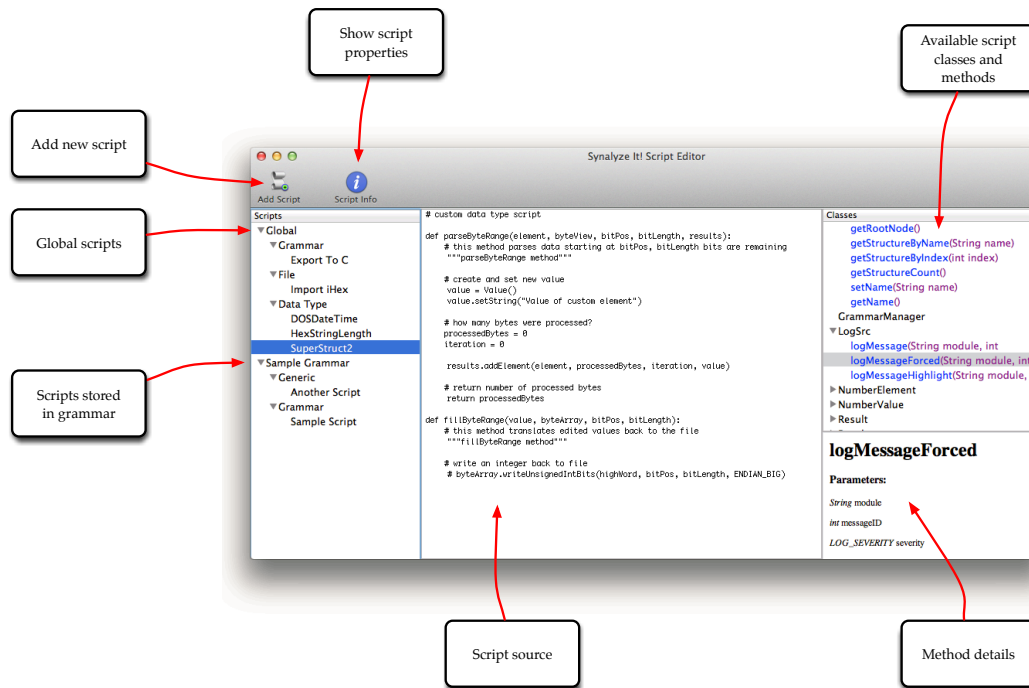 Show script
properties
Available script
classes and
methods
Add new script
Global scripts
Scripts stored
in grammar
Synalyze It! Script Editor
Add Script
Script Info
Scripts
Global
Grammar
Export To C
File
Import iHex
Data Type
DOSDateTime
HexStringLength
SuperStruct2
Sample Grammar
Generic
Another Script
Grammar
Sample Script
# custom data type script
def parseByteRange(element, byteView, bitPos, bitLength, results):
# this method parses data starting at bitPos, bitLength bits are remaining
"""parseByteRange method"""
# create and set new value
value = Value()
value.setString("Value of custom element")
# how many bytes were processed?
processedBytes = 0
iteration = 0
results.addElement(element, processedBytes, iteration, value)
# return number of processed bytes
return processedBytes
def fillByteRange(value, byteArray, bitPos, bitLength):
# this method translates edited values back to the file
"""fillByteRange method"""
# write an integer back to file
# byteArray.writeUnsignedIntBits(highWord, bitPos, bitLength, ENDIAN_BIG)
Classes
getRootNode()
getStructureByName(String name)
getStructureByIndex(int index)
getStructureCount()
setName(String name)
getName()
GrammarManager
LogSrc
logMessage(String module, int
logMessageForced(String module, int
logMessageHighlight(String module,
NumberElement
NumberValue
Result
logMessageForced
Parameters:
String module
int messageID
LOG_SEVERITY severity
Script source
Method details